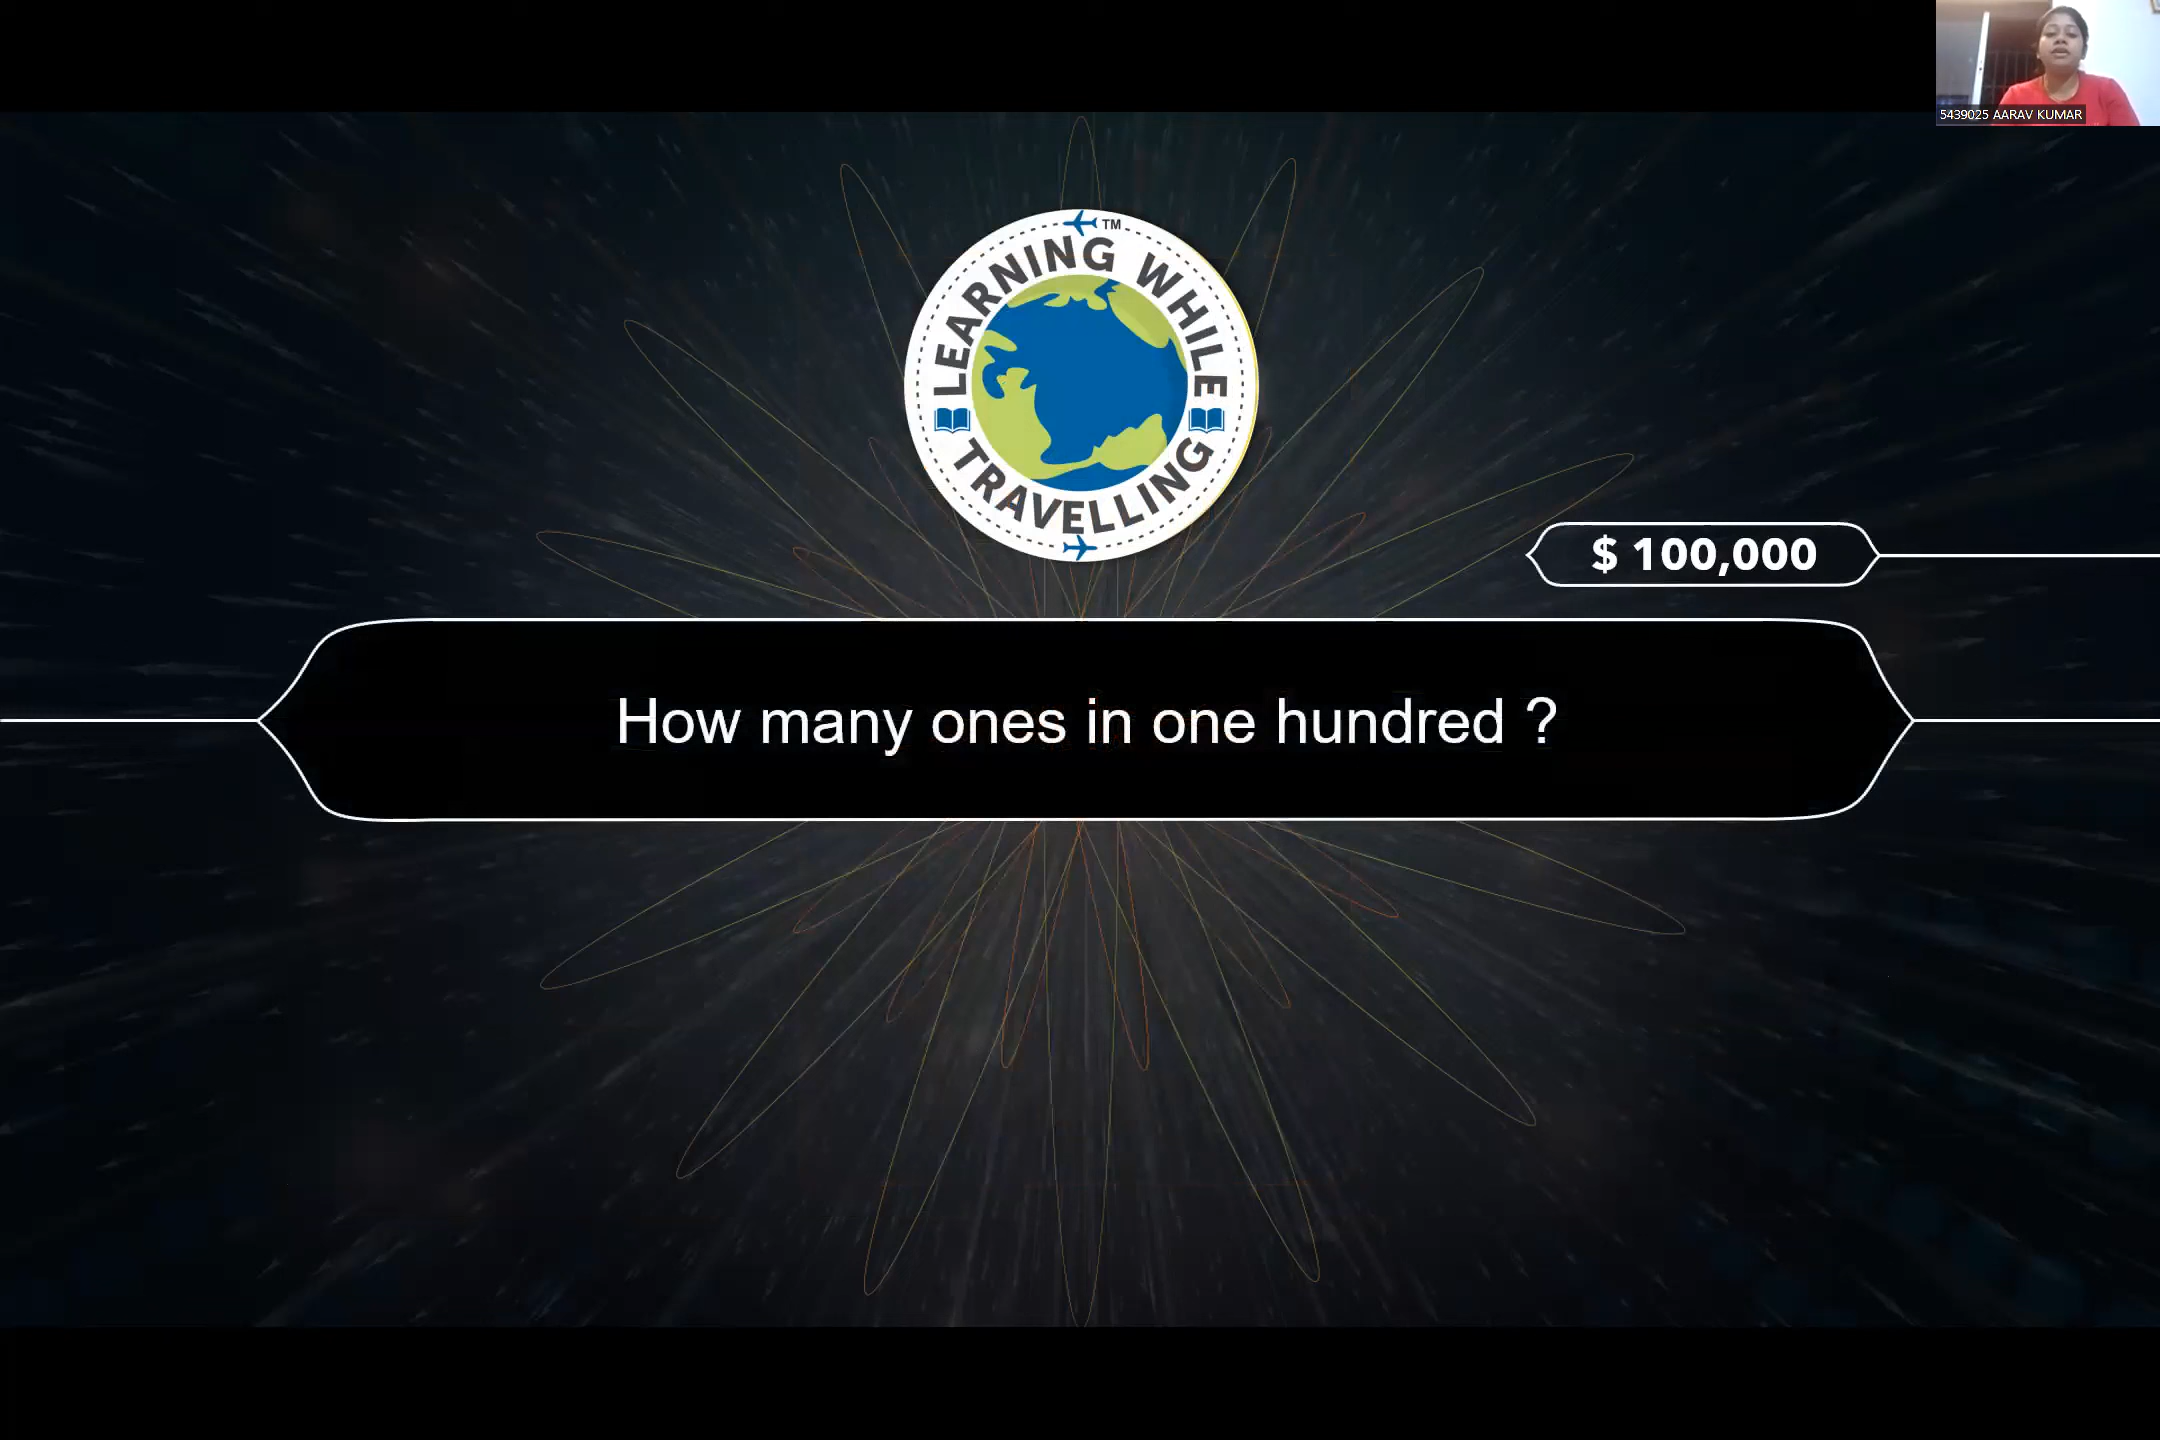 5439025 AARAV KUMAR
TM
LEARNING WHILE
TRAVELLING
$ 100,000
How many ones in one hundred ?